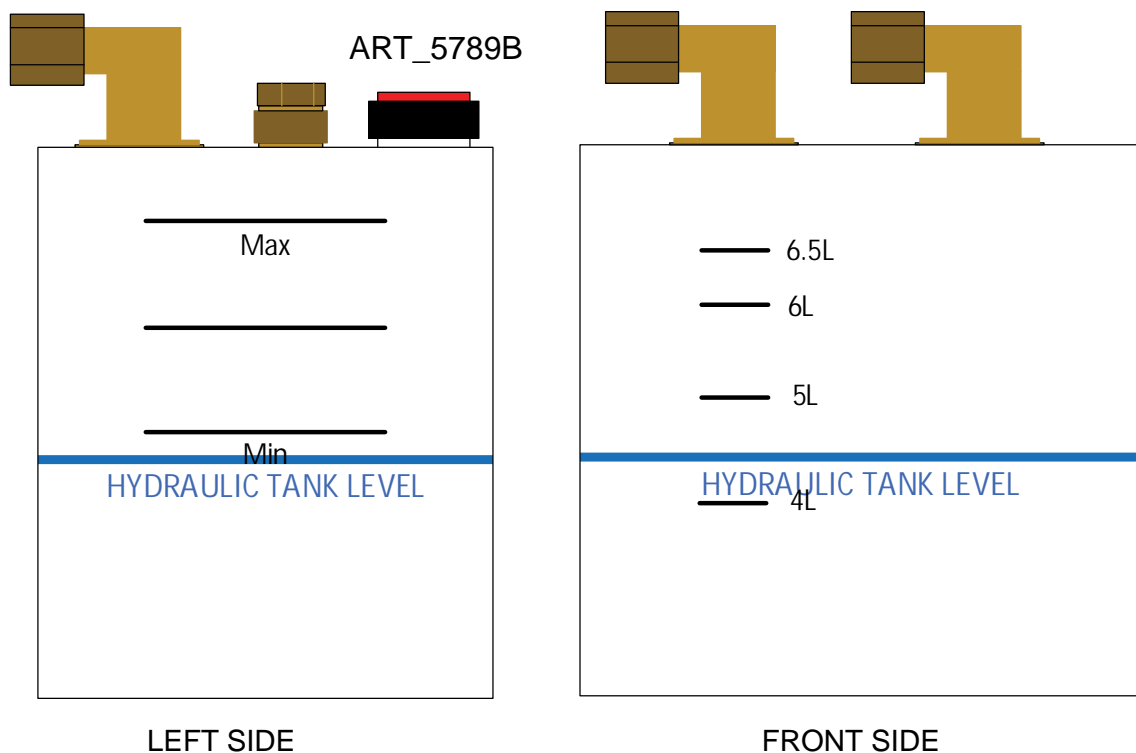 ART_5789B
Max
Min
HYDRAULIC TANK LEVEL
LEFT SIDE
6.5L
6L
5L
HYDRAULIC TANK LEVEL
4L
FRONT SIDE